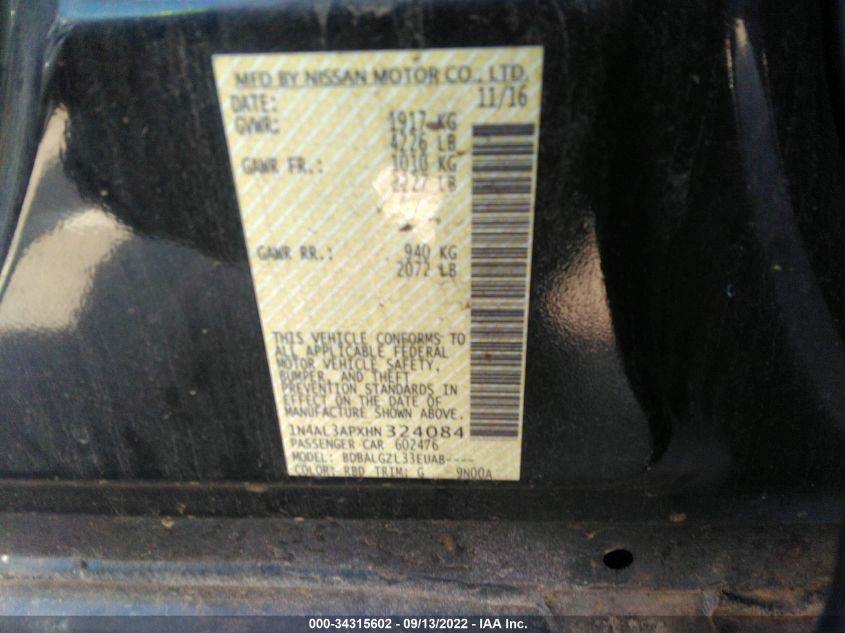 MFD BY NISSAN MOTOR CO., LTD.
DATE: 11/16
GVWR: 1917 KG
4226 LB
GAWR FR.: 1010 KG
2227 LB
GAWR RR.: 940 KG
2072 LB
THIS VEHICLE CONFORMS TO
ALL APPLICABLE FEDERAL
MOTOR VEHICLE SAFETY,
BUMPER, AND THEFT
PREVENTION STANDARDS IN
EFFECT ON THE DATE OF
MANUFACTURE SHOWN ABOVE.
1N4AL3APXHN324084
PASSENGER CAR 602476
MODEL: BDBALGZL33EUAB----
COLOR: RBD TRIM: G 9N00A
000-34315602 - 09/13/2022 - IAA Inc.